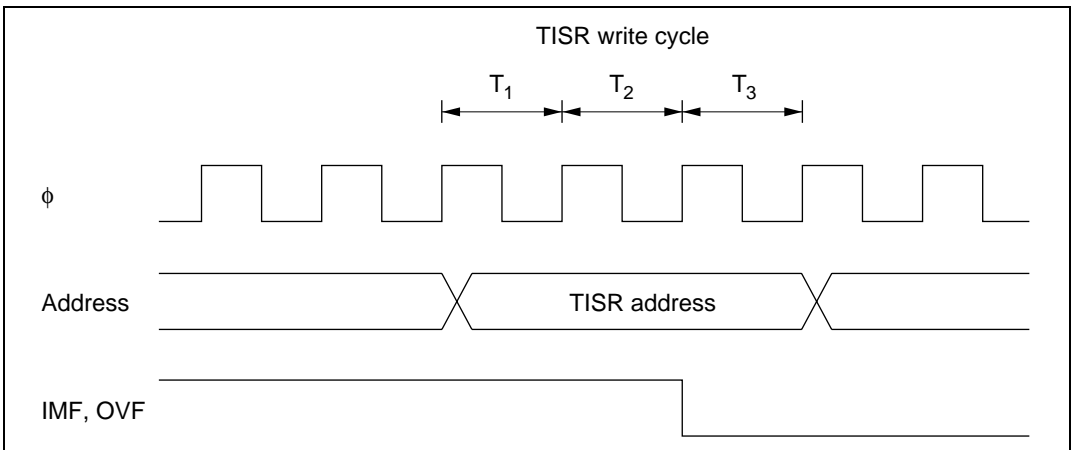 TISR write cycle
T1 T2 T3
ϕ
Address TISR address
IMF, OVF